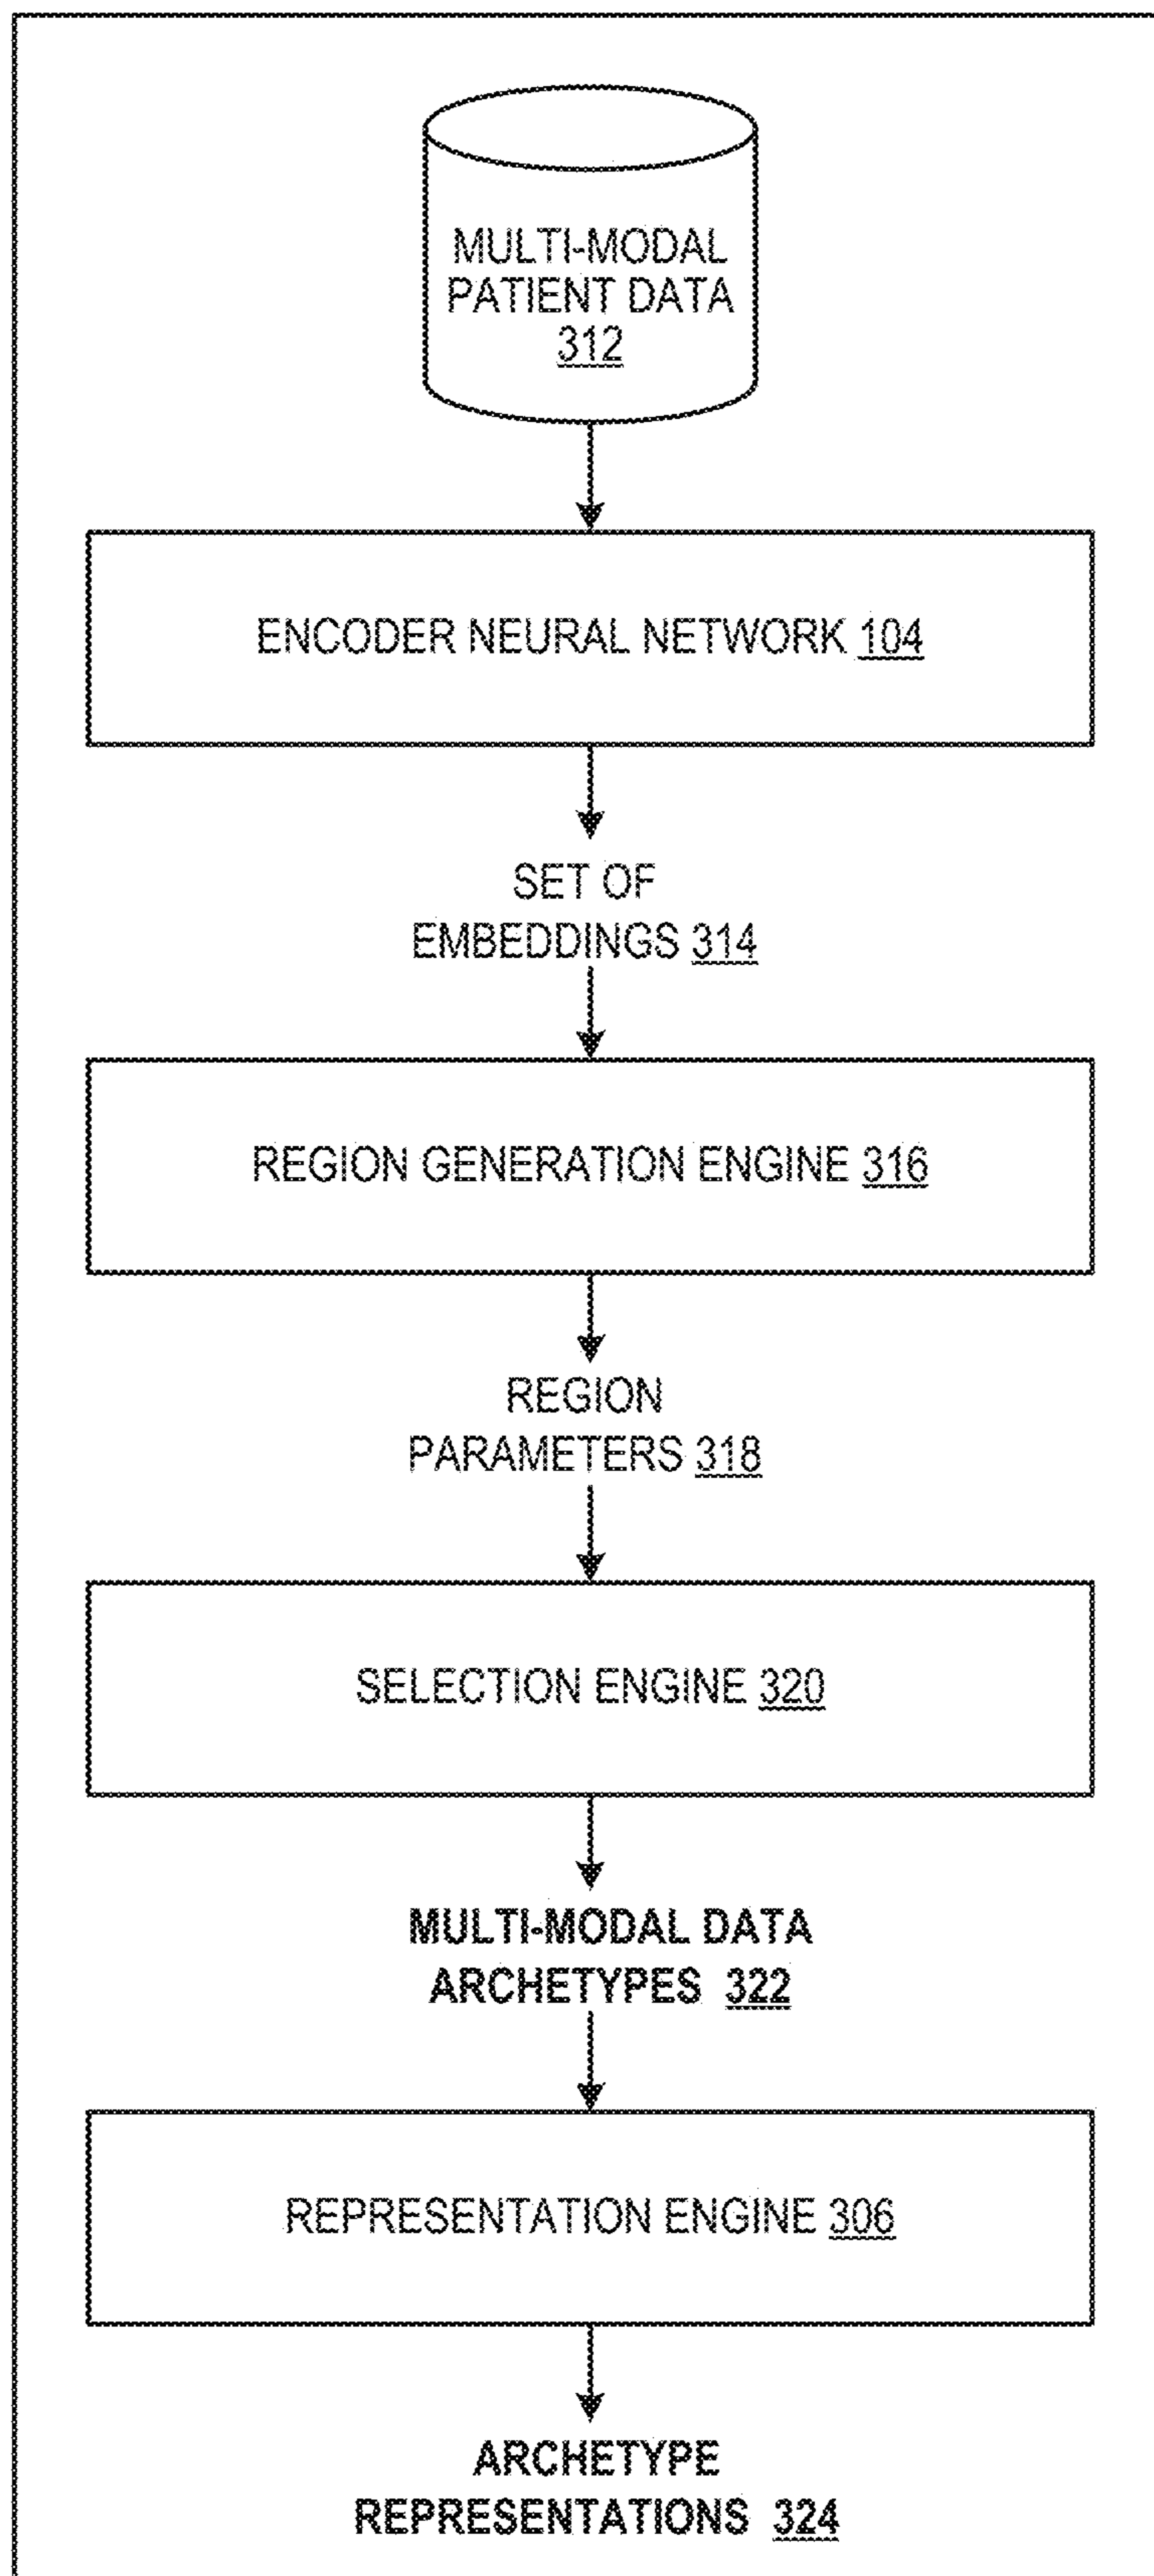 MULTI-MODAL
PATIENT DATA
312
ENCODER NEURAL NETWORK 104
SET OF
EMBEDDINGS 314
REGION GENERATION ENGINE 316
REGION
PARAMETERS 318
SELECTION ENGINE 320
MULTI-MODAL DATA
ARCHETYPES 322
REPRESENTATION ENGINE 306
ARCHETYPE
REPRESENTATIONS 324